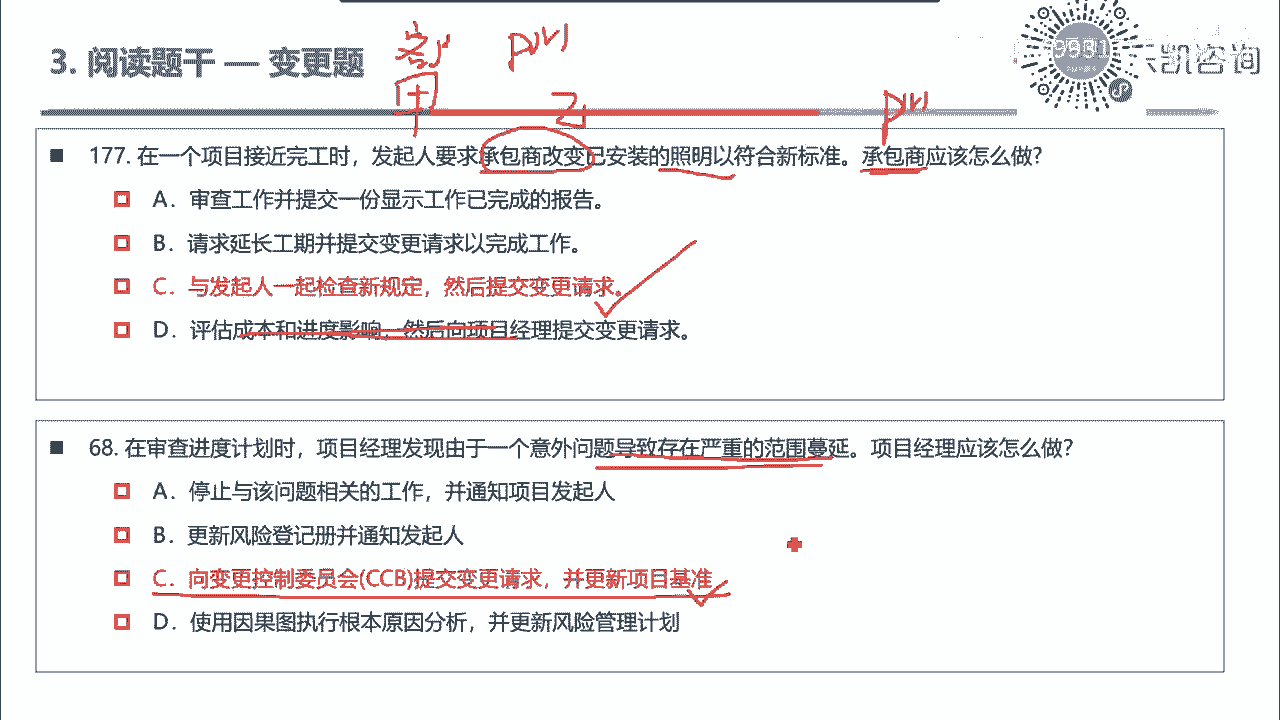 客户 PM
甲 乙 PM
3. 阅读题干 — 变更题
凯咨询
177. 在一个项目接近完工时，发起人要求承包商改变已安装的照明以符合新标准。承包商应该怎么做？
A．审查工作并提交一份显示工作已完成的报告。
B．请求延长工期并提交变更请求以完成工作。
C．与发起人一起检查新规定，然后提交变更请求。
D．评估成本和进度影响，然后向项目经理提交变更请求。
68. 在审查进度计划时，项目经理发现由于一个意外问题导致存在严重的范围蔓延。项目经理应该怎么做？
A．停止与该问题相关的工作，并通知项目发起人
B．更新风险登记册并通知发起人
C．向变更控制委员会(CCB)提交变更请求，并更新项目基准
D．使用因果图执行根本原因分析，并更新风险管理计划